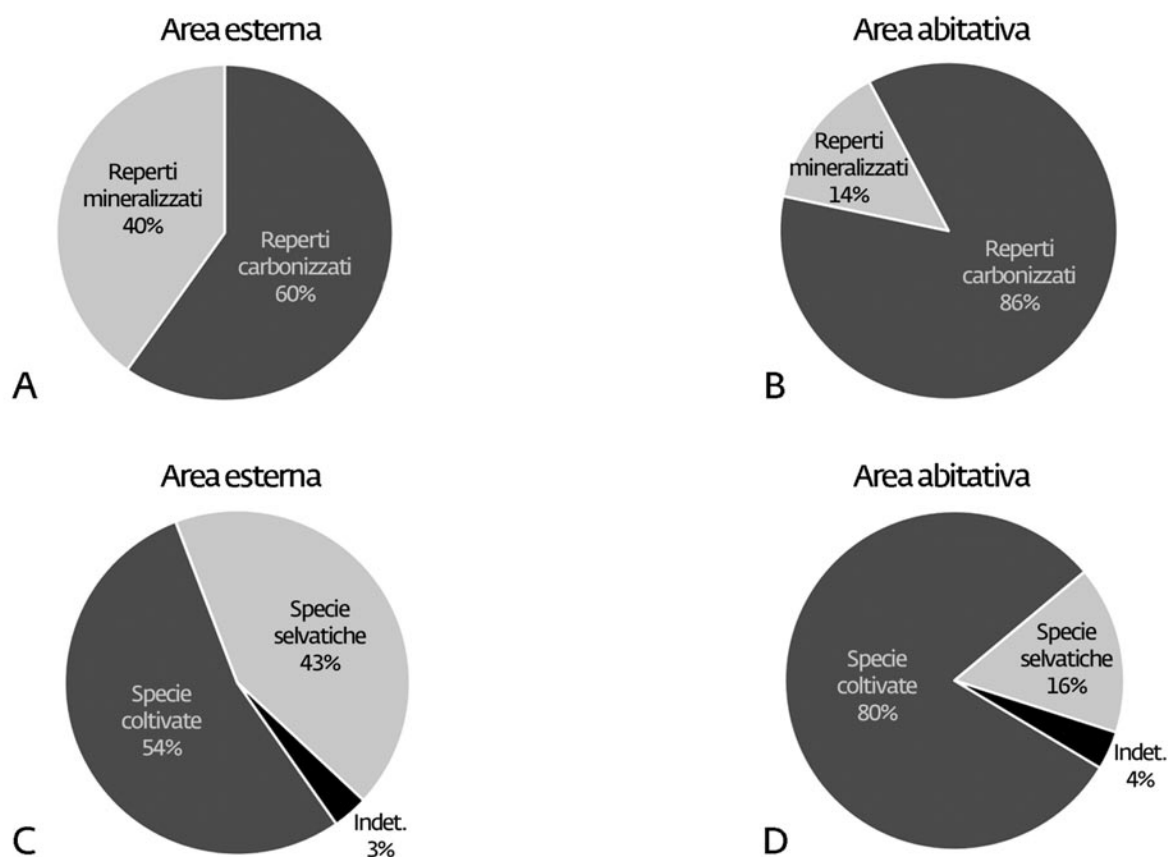 Area esterna
Reperti
mineralizzati
40%
Reperti
carbonizzati
60%
A
Area abitativa
Reperti
mineralizzati
14%
Reperti
carbonizzati
86%
B
Area esterna
Specie
selvatiche
43%
Specie
coltivate
54%
Indet.
3%
C
Area abitativa
Specie
selvatiche
16%
Specie
coltivate
80%
Indet.
4%
D